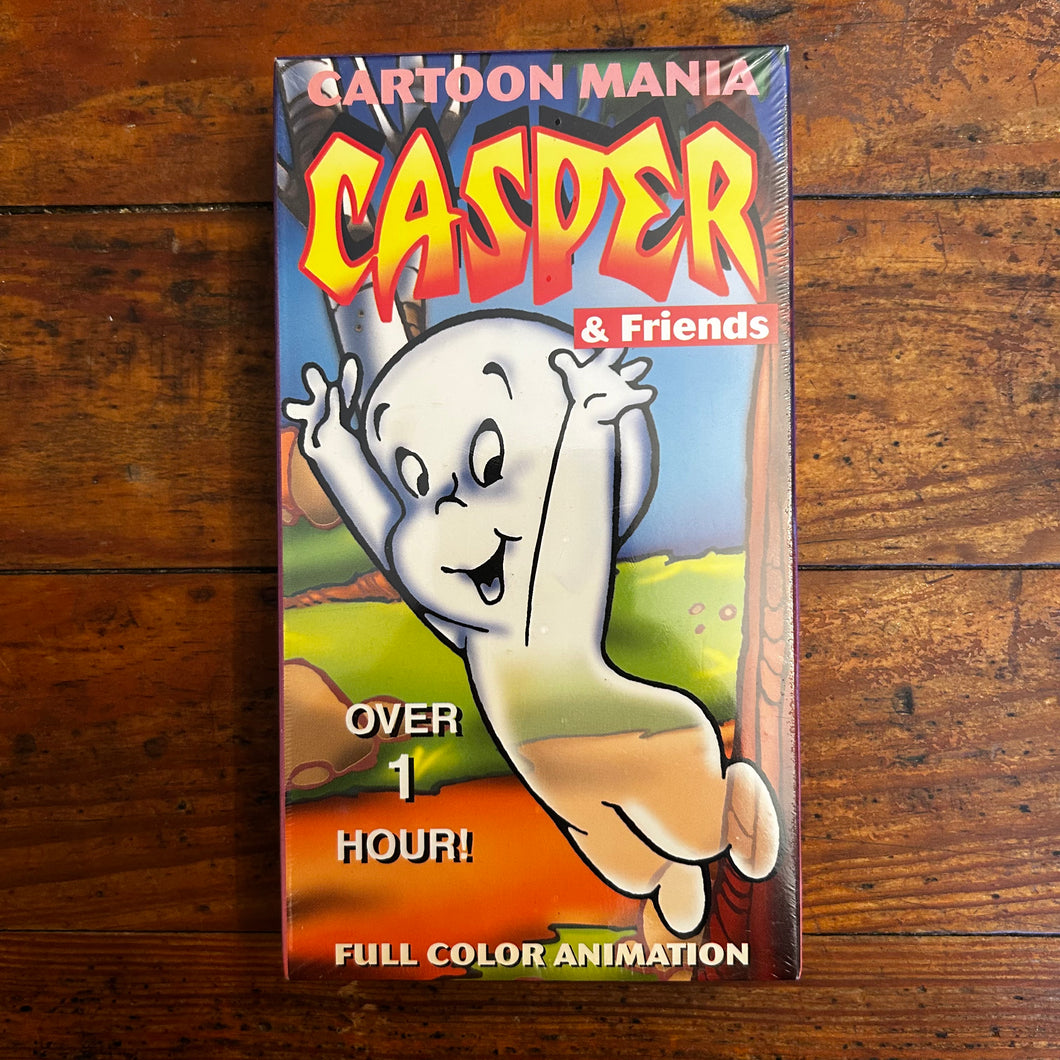 CARTOON MANIA
CASPER
& Friends
OVER
1
HOUR!
FULL COLOR ANIMATION